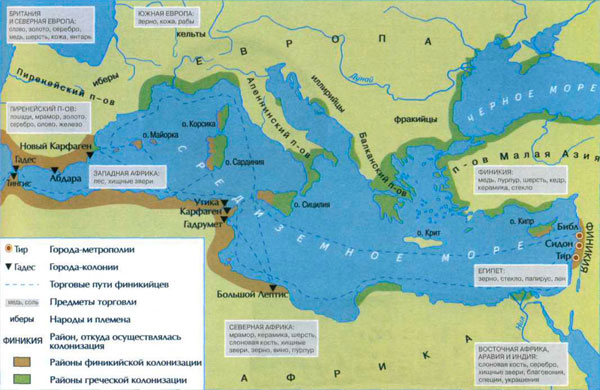 БРИТАНИЯ
И СЕВЕРНАЯ ЕВРОПА:
олово, золото, серебро,
медь, шерсть, кожа, янтарь
ЮЖНАЯ ЕВРОПА:
зерно, кожа, рабы
кельты
ЕВРОПА
Дунай
иберы
Пиренейский п-ов
ПИРЕНЕЙСКИЙ П-ОВ:
лошади, мрамор, золото,
серебро, олово, железо
Апеннинский п-ов
иллирийцы
Балканский п-ов
фракийцы
ЧЕРНОЕ МОРЕ
п-ов Малая Азия
о. Корсика
о. Майорка
о. Сардиния
о. Сицилия
о. Крит
о. Кипр
СРЕДИЗЕМНОЕ МОРЕ
Новый Карфаген
Гадес
Тингис
Абдара
ЗАПАДНАЯ АФРИКА:
лес, хищные звери
Утика
Карфаген
Гадрумет
Большой Лептис
ФИНИКИЯ:
медь, пурпур, шерсть, кедр,
керамика, стекло
Библ
Сидон
Тир
ФИНИКИЯ
ЕГИПЕТ:
зерно, стекло, папирус, лен
Нил
СЕВЕРНАЯ АФРИКА:
мрамор, керамика, шерсть,
слоновая кость, хищные
звери, зерно, вино, пурпур
ВОСТОЧНАЯ АФРИКА,
АРАВИЯ И ИНДИЯ:
слоновая кость, серебро,
хищные звери, благовония,
специи, украшения
АФРИКА
Тир Города-метрополии
Гадес Города-колонии
Торговые пути финикийцев
медь, соль Предметы торговли
иберы Народы и племена
ФИНИКИЯ Район, откуда осуществлялась
колонизация
Районы финикийской колонизации
Районы греческой колонизации